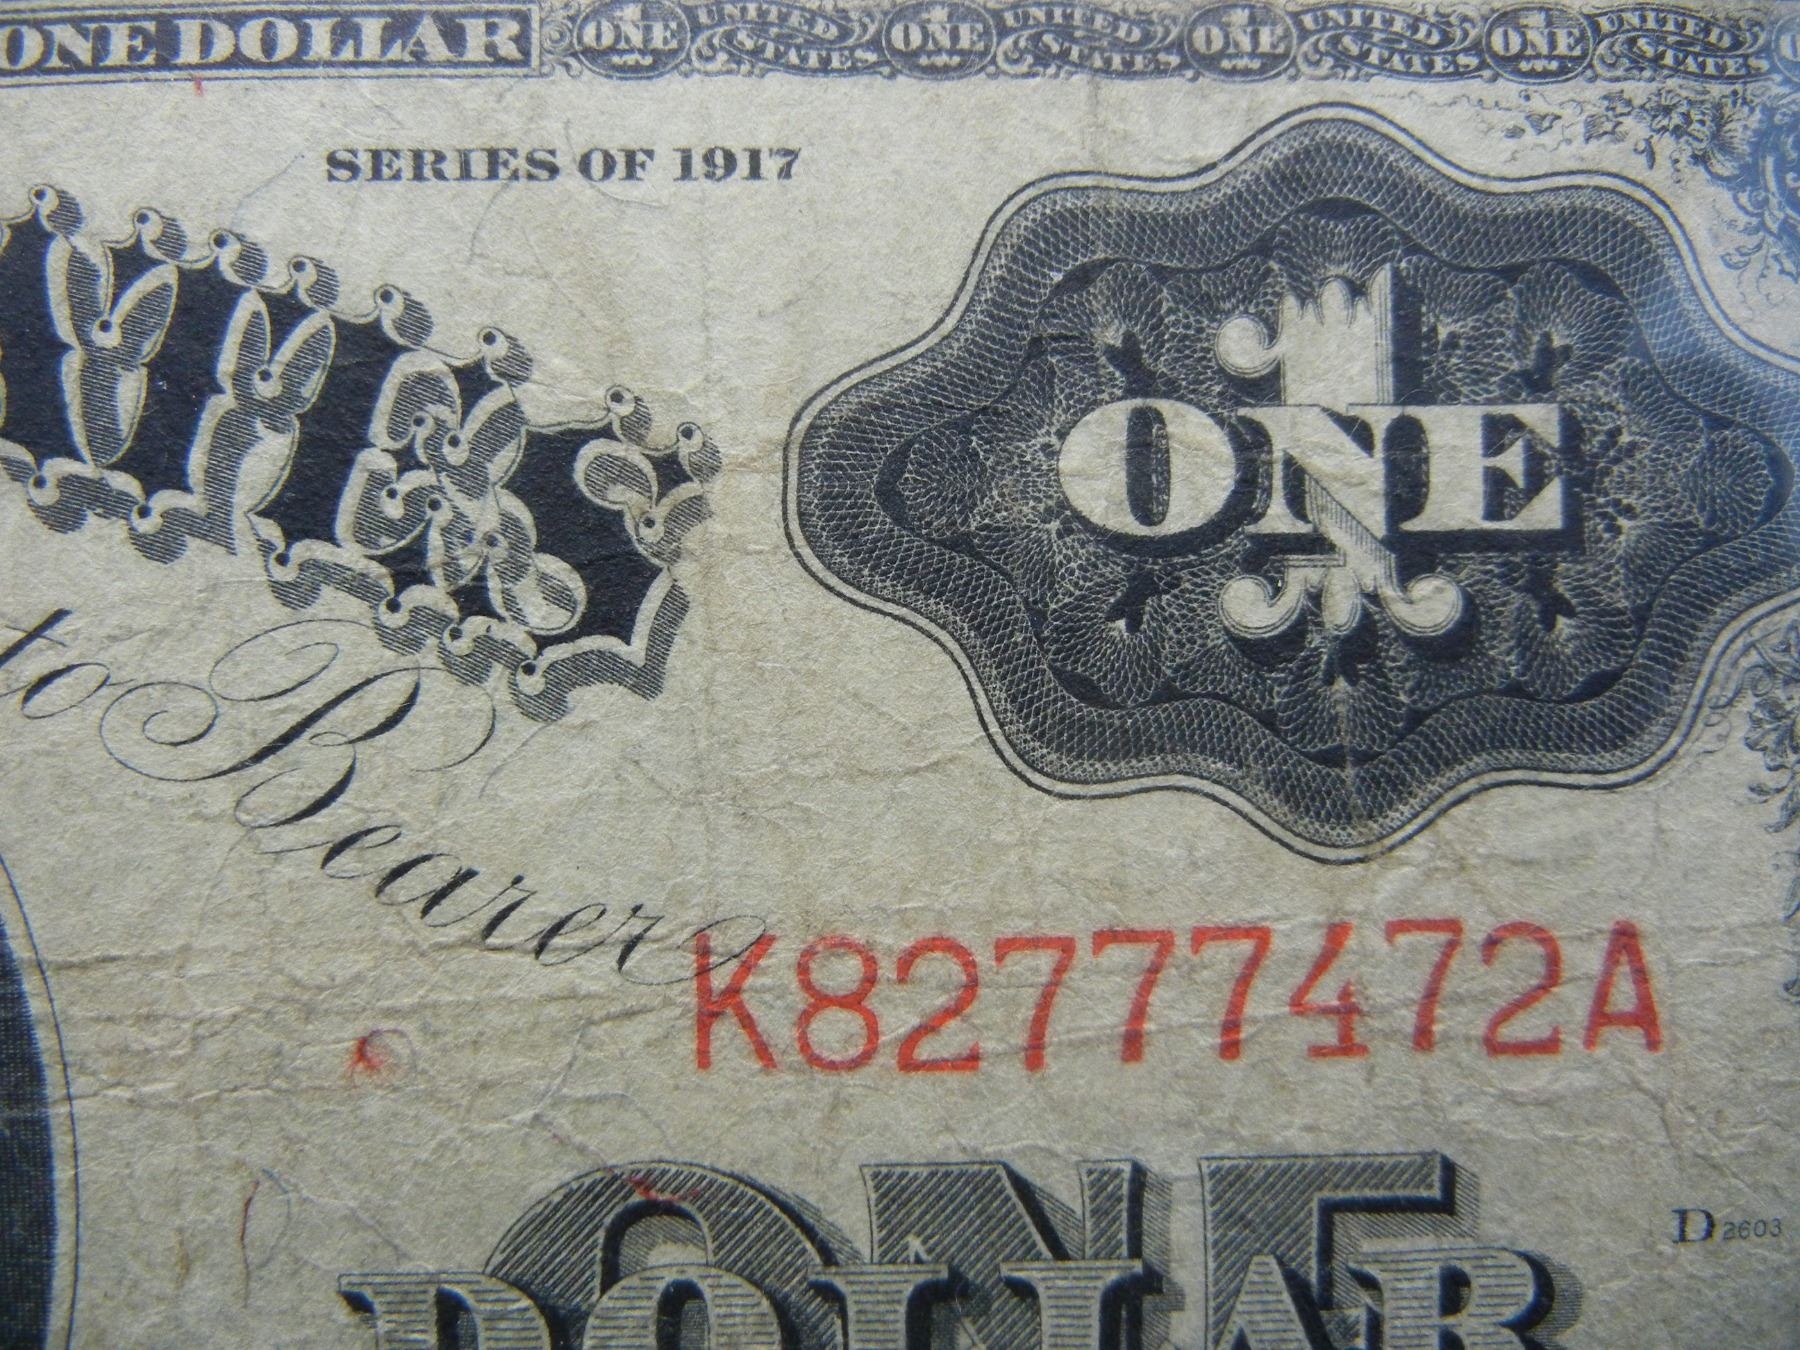 ONE DOLLAR ONE UNITED STATES ONE UNITED STATES ONE UNITED STATES ONE UNITED STATES
SERIES OF 1917
1
ONE
to Bearer
K82777472A
ONE
D2603
DOLLAR